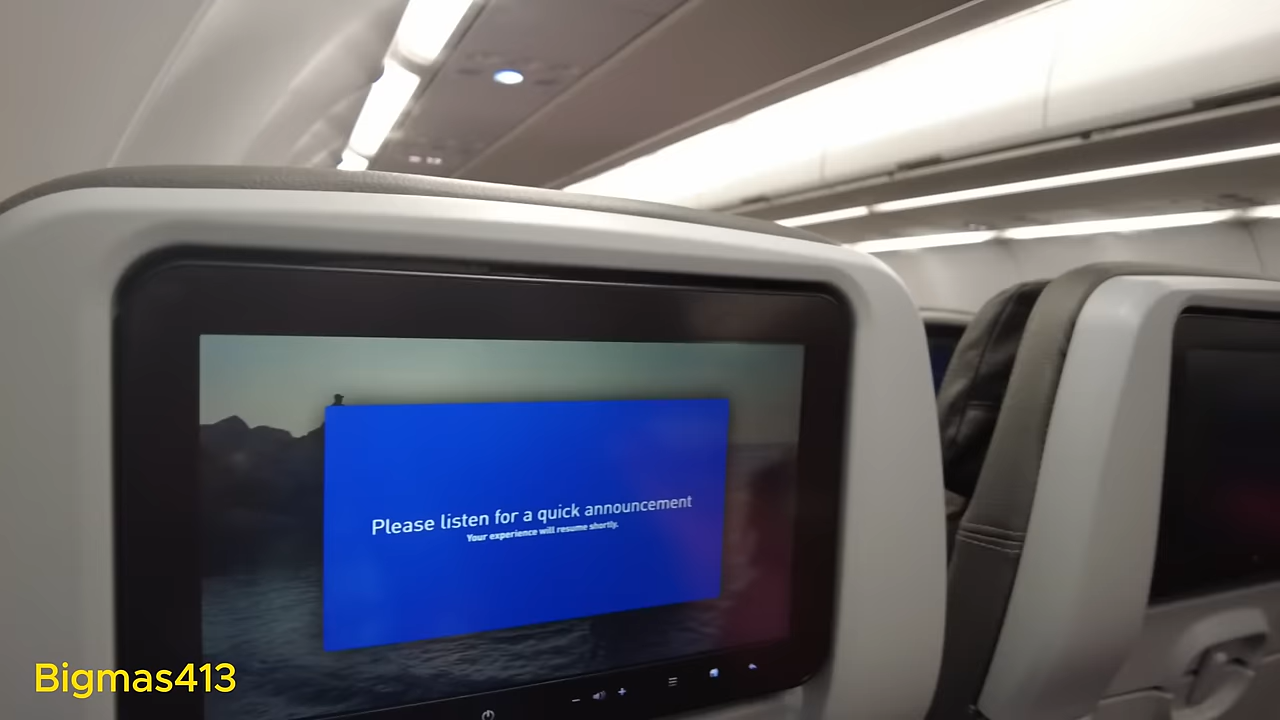 Please listen for a quick announcement
Your experience will resume shortly.
Bigmas413